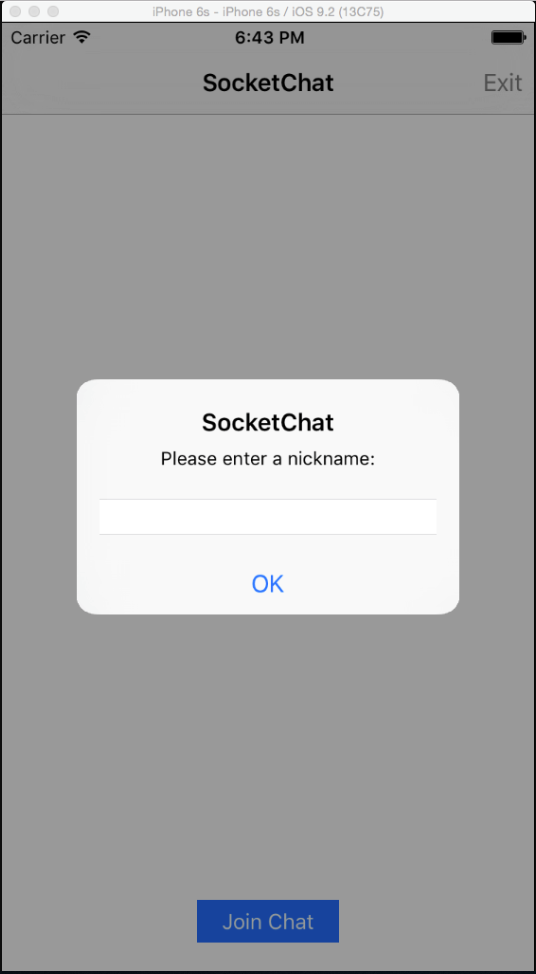 iPhone 6s - iPhone 6s / iOS 9.2 (13C75)
Carrier 6:43 PM
SocketChat Exit
SocketChat
Please enter a nickname:
OK
Join Chat